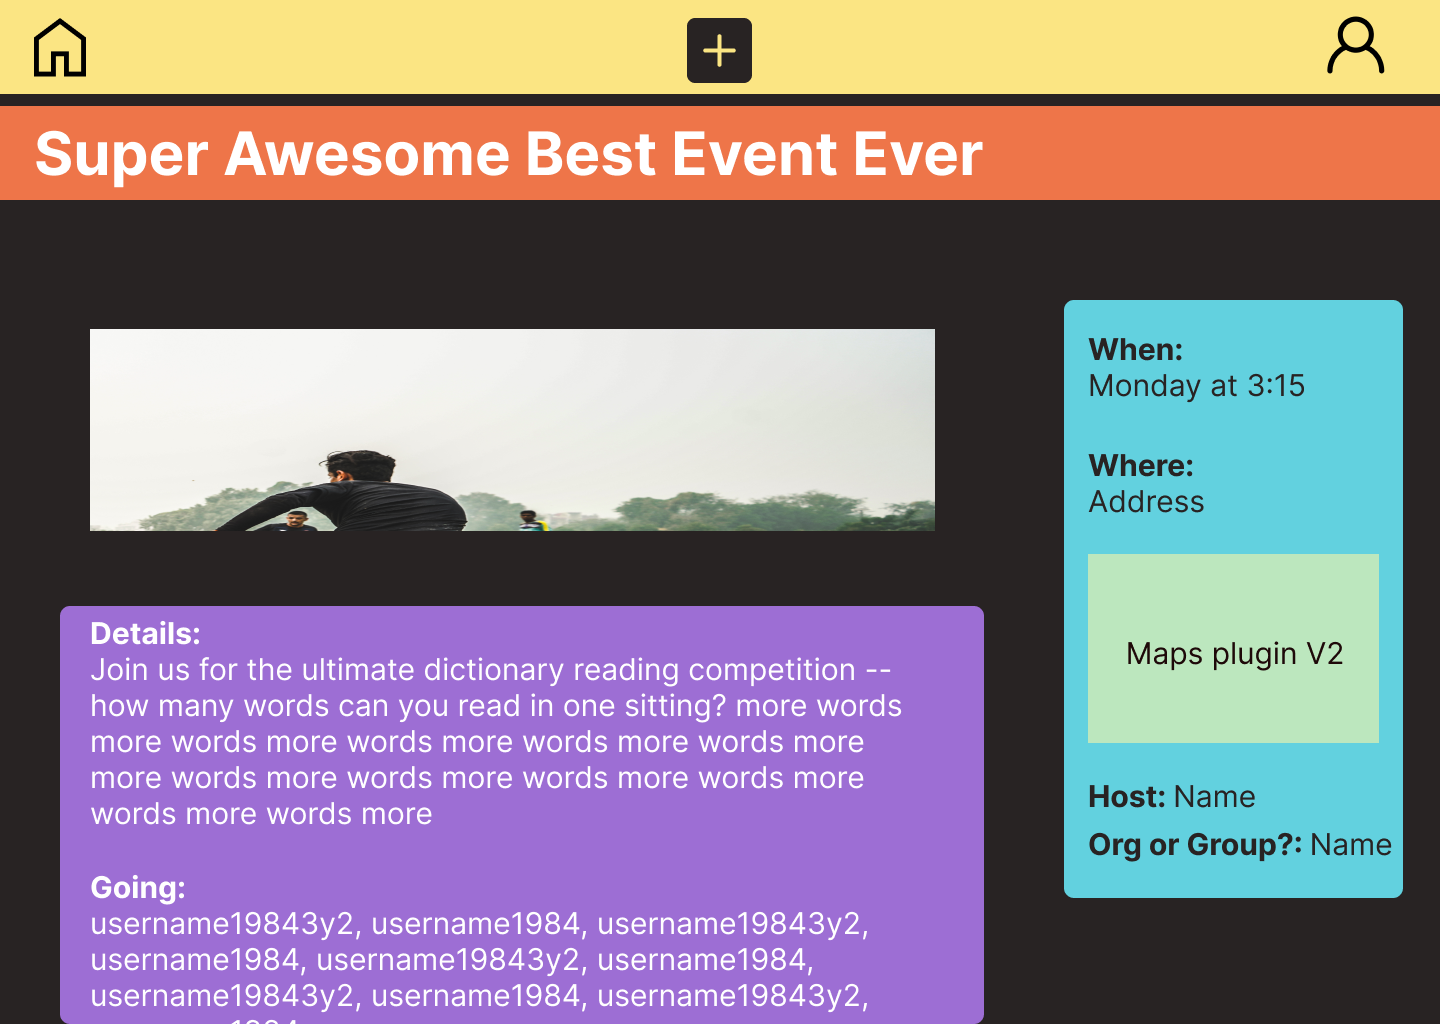 Super Awesome Best Event Ever
When:
Monday at 3:15
Where:
Address
Maps plugin V2
Host: Name
Org or Group?: Name
Details:
Join us for the ultimate dictionary reading competition --
how many words can you read in one sitting? more words
more words more words more words more words more
more words more words more words more words more
words more words more
Going:
username19843y2, username1984, username19843y2,
username1984, username19843y2, username1984,
username19843y2, username1984, username19843y2,